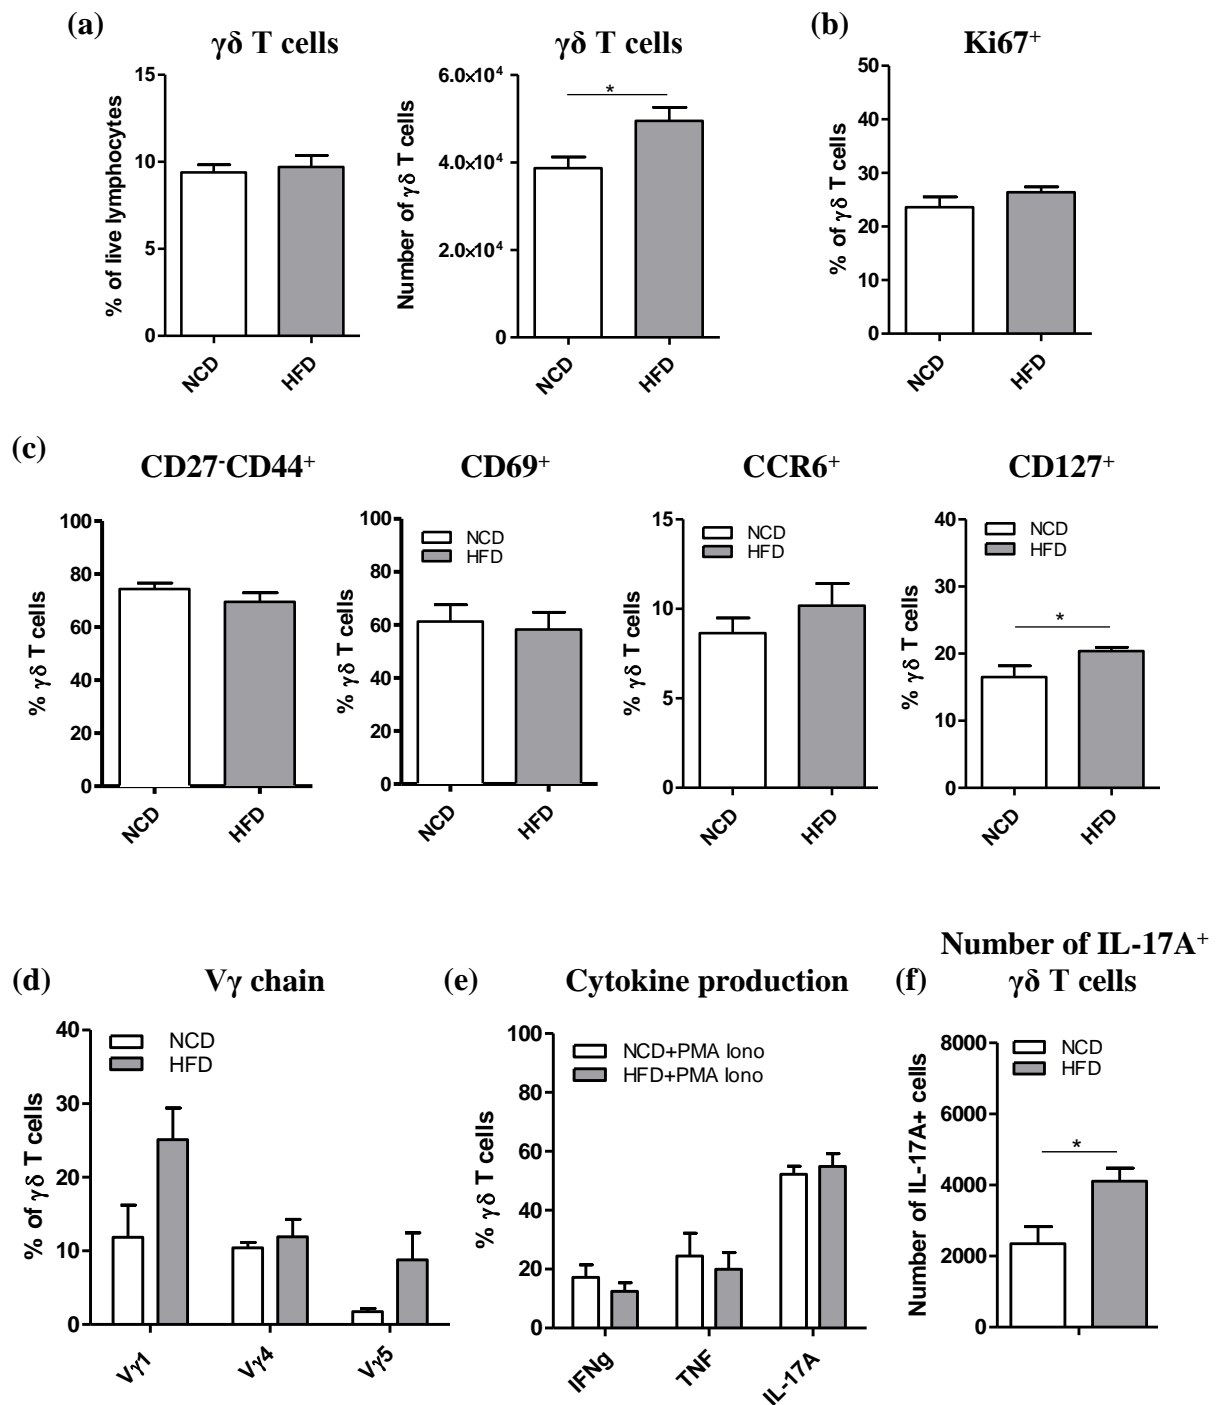 (a)
γδ T cells
% of live lymphocytes
15
10
5
0
NCD
HFD
γδ T cells
Number of γδ T cells
6.0×10⁴
4.0×10⁴
2.0×10⁴
0
*
NCD
HFD
(b)
Ki67⁺
% of γδ T cells
50
40
30
20
10
0
NCD
HFD
(c)
CD27⁻CD44⁺
% γδ T cells
100
80
60
40
20
0
NCD
HFD
CD69⁺
% γδ T cells
100
80
60
40
20
0
NCD
HFD
NCD
HFD
CCR6⁺
% γδ T cells
15
10
5
0
NCD
HFD
NCD
HFD
CD127⁺
% γδ T cells
40
30
20
10
0
NCD
HFD
*
NCD
HFD
(d)
Vγ chain
% of γδ T cells
40
30
20
10
0
NCD
HFD
Vγ1
Vγ4
Vγ5
(e)
Cytokine production
% γδ T cells
100
80
60
40
20
0
NCD+PMA Iono
HFD+PMA Iono
IFNg
TNF
IL-17A
(f)
Number of IL-17A⁺
γδ T cells
Number of IL-17A+ cells
8000
6000
4000
2000
0
NCD
HFD
*